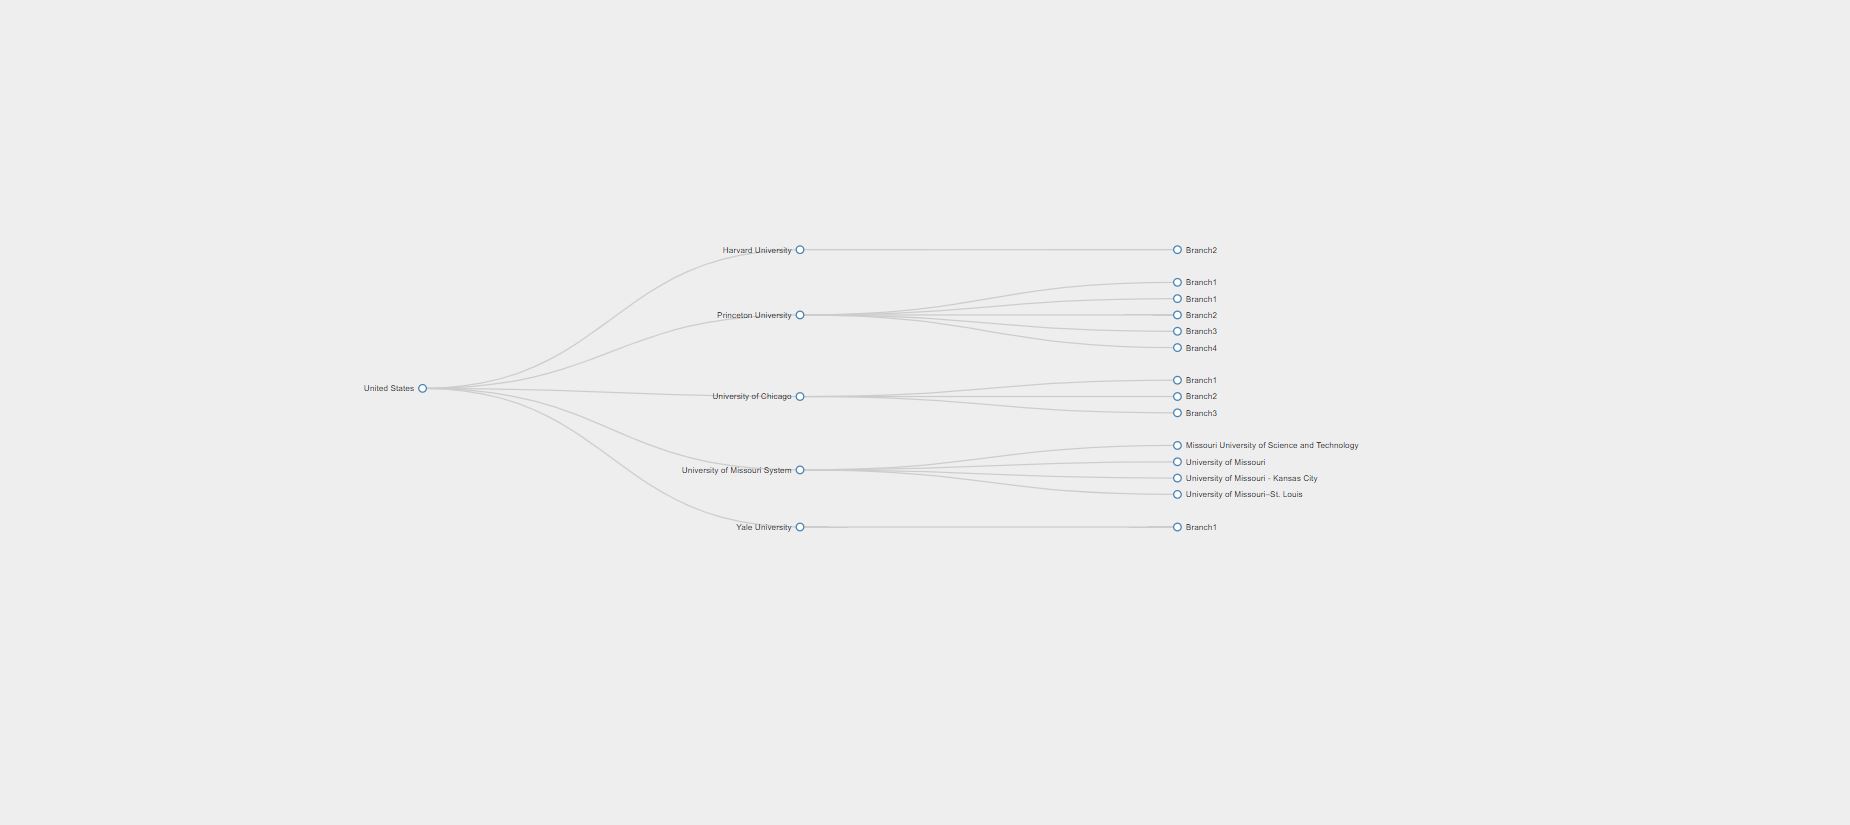 Harvard University
Branch2
Branch1
Branch1
Princeton University
Branch2
Branch3
Branch4
Branch1
United States
University of Chicago
Branch2
Branch3
Missouri University of Science and Technology
University of Missouri
University of Missouri System
University of Missouri - Kansas City
University of Missouri–St. Louis
Yale University
Branch1